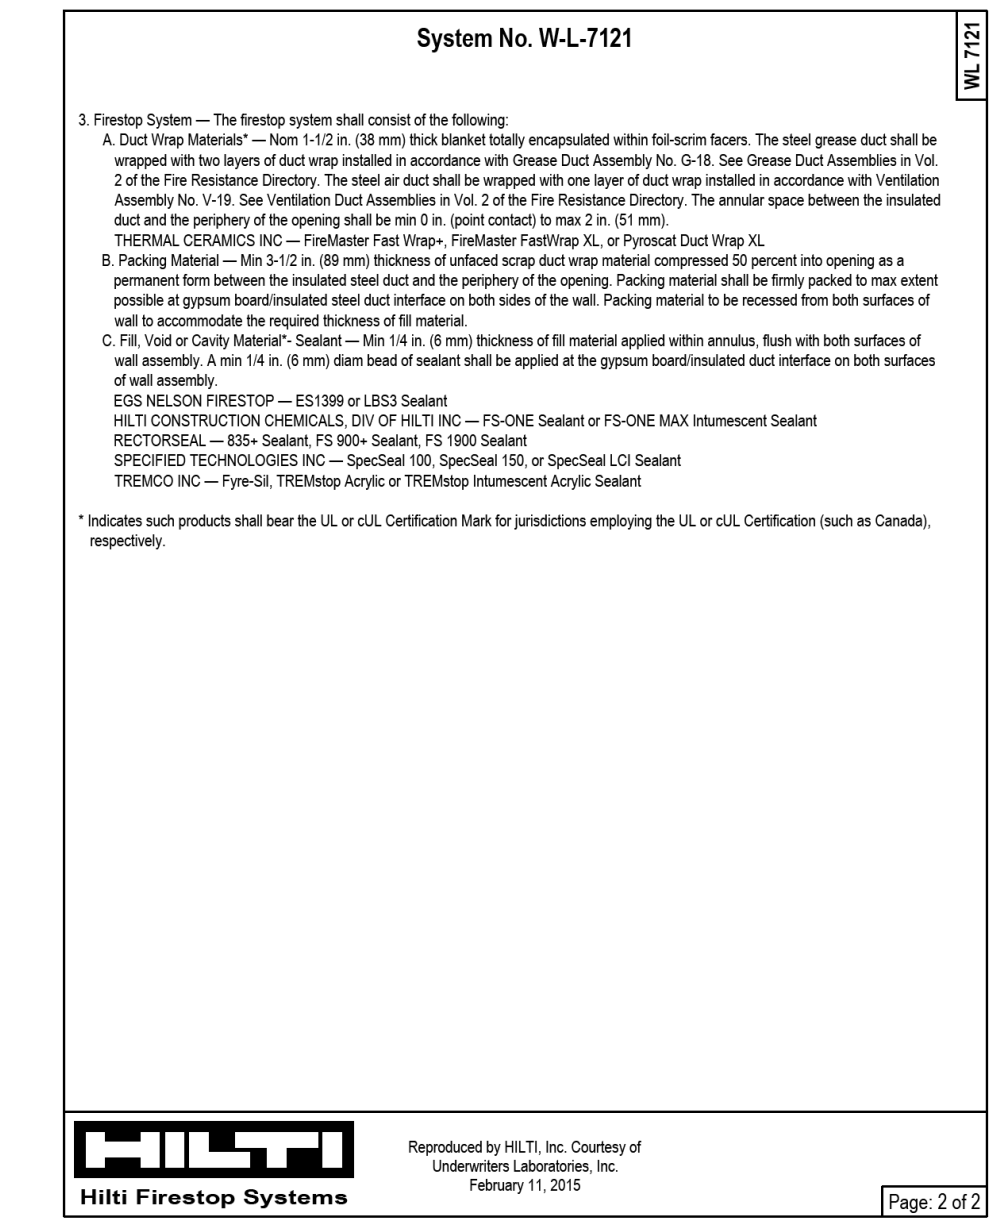 System No. W-L-7121
WL 7121
3. Firestop System — The firestop system shall consist of the following:
A. Duct Wrap Materials* — Nom 1-1/2 in. (38 mm) thick blanket totally encapsulated within foil-scrim facers. The steel grease duct shall be
wrapped with two layers of duct wrap installed in accordance with Grease Duct Assembly No. G-18. See Grease Duct Assemblies in Vol.
2 of the Fire Resistance Directory. The steel air duct shall be wrapped with one layer of duct wrap installed in accordance with Ventilation
Assembly No. V-19. See Ventilation Duct Assemblies in Vol. 2 of the Fire Resistance Directory. The annular space between the insulated
duct and the periphery of the opening shall be min 0 in. (point contact) to max 2 in. (51 mm).
THERMAL CERAMICS INC — FireMaster Fast Wrap+, FireMaster FastWrap XL, or Pyroscat Duct Wrap XL
B. Packing Material — Min 3-1/2 in. (89 mm) thickness of unfaced scrap duct wrap material compressed 50 percent into opening as a
permanent form between the insulated steel duct and the periphery of the opening. Packing material shall be firmly packed to max extent
possible at gypsum board/insulated steel duct interface on both sides of the wall. Packing material to be recessed from both surfaces of
wall to accommodate the required thickness of fill material.
C. Fill, Void or Cavity Material*- Sealant — Min 1/4 in. (6 mm) thickness of fill material applied within annulus, flush with both surfaces of
wall assembly. A min 1/4 in. (6 mm) diam bead of sealant shall be applied at the gypsum board/insulated duct interface on both surfaces
of wall assembly.
EGS NELSON FIRESTOP — ES1399 or LBS3 Sealant
HILTI CONSTRUCTION CHEMICALS, DIV OF HILTI INC — FS-ONE Sealant or FS-ONE MAX Intumescent Sealant
RECTORSEAL — 835+ Sealant, FS 900+ Sealant, FS 1900 Sealant
SPECIFIED TECHNOLOGIES INC — SpecSeal 100, SpecSeal 150, or SpecSeal LCI Sealant
TREMCO INC — Fyre-Sil, TREMstop Acrylic or TREMstop Intumescent Acrylic Sealant
* Indicates such products shall bear the UL or cUL Certification Mark for jurisdictions employing the UL or cUL Certification (such as Canada),
respectively.
HILTI
Hilti Firestop Systems
Reproduced by HILTI, Inc. Courtesy of
Underwriters Laboratories, Inc.
February 11, 2015
Page: 2 of 2